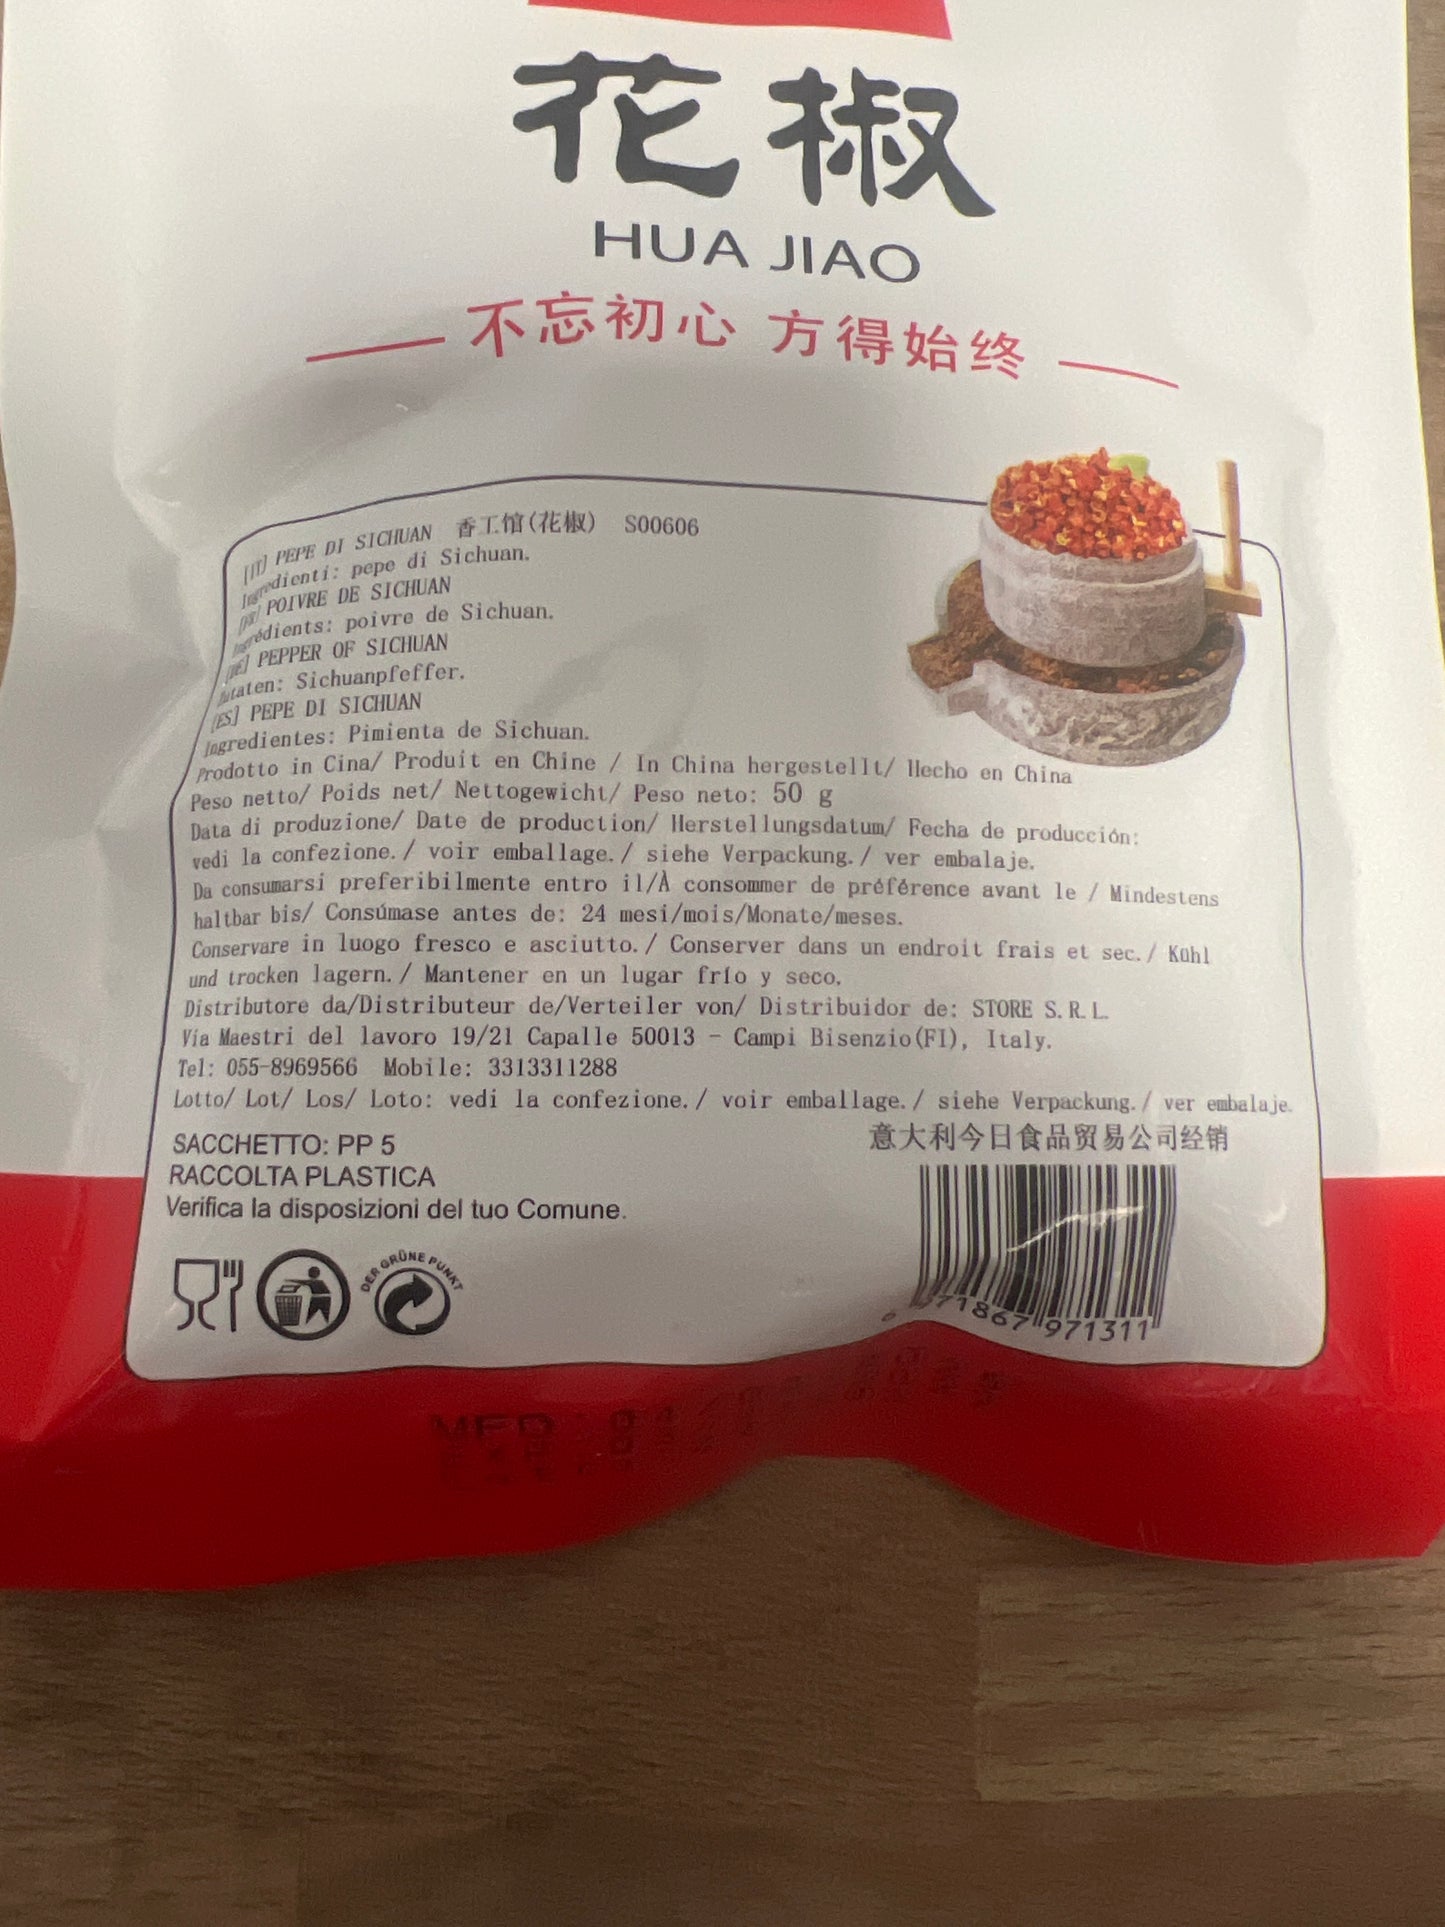 花椒
HUA JIAO
不忘初心 方得始终
[IT] PEPE DI SICHUAN 香工馆(花椒) S00606
Ingredienti: pepe di Sichuan.
[FR] POIVRE DE SICHUAN
Ingrédients: poivre de Sichuan.
[DE] PEPPER OF SICHUAN
Zutaten: Sichuanpfeffer.
[ES] PEPE DI SICHUAN
Ingredientes: Pimienta de Sichuan.
Prodotto in Cina/ Produit en Chine / In China hergestellt/ Hecho en China
Peso netto/ Poids net/ Nettogewicht/ Peso neto: 50 g
Data di produzione/ Date de production/ Herstellungsdatum/ Fecha de producción:
vedi la confezione./ voir emballage./ siehe Verpackung./ ver embalaje.
Da consumarsi preferibilmente entro il/À consommer de préférence avant le / Mindestens
haltbar bis/ Consúmase antes de: 24 mesi/mois/Monate/meses.
Conservare in luogo fresco e asciutto./ Conserver dans un endroit frais et sec./ Kühl
und trocken lagern./ Mantener en un lugar frío y seco.
Distributore da/Distributeur de/Verteiler von/ Distribuidor de: STORE S.R.L.
Via Maestri del lavoro 19/21 Capalle 50013 - Campi Bisenzio(FI), Italy.
Tel: 055-8969566 Mobile: 3313311288
Lotto/ Lot/ Los/ Loto: vedi la confezione./ voir emballage./ siehe Verpackung./ ver embalaje.
SACCHETTO: PP 5
RACCOLTA PLASTICA
Verifica la disposizioni del tuo Comune.
意大利今日食品贸易公司经销
DER GRÜNE PUNKT
971311